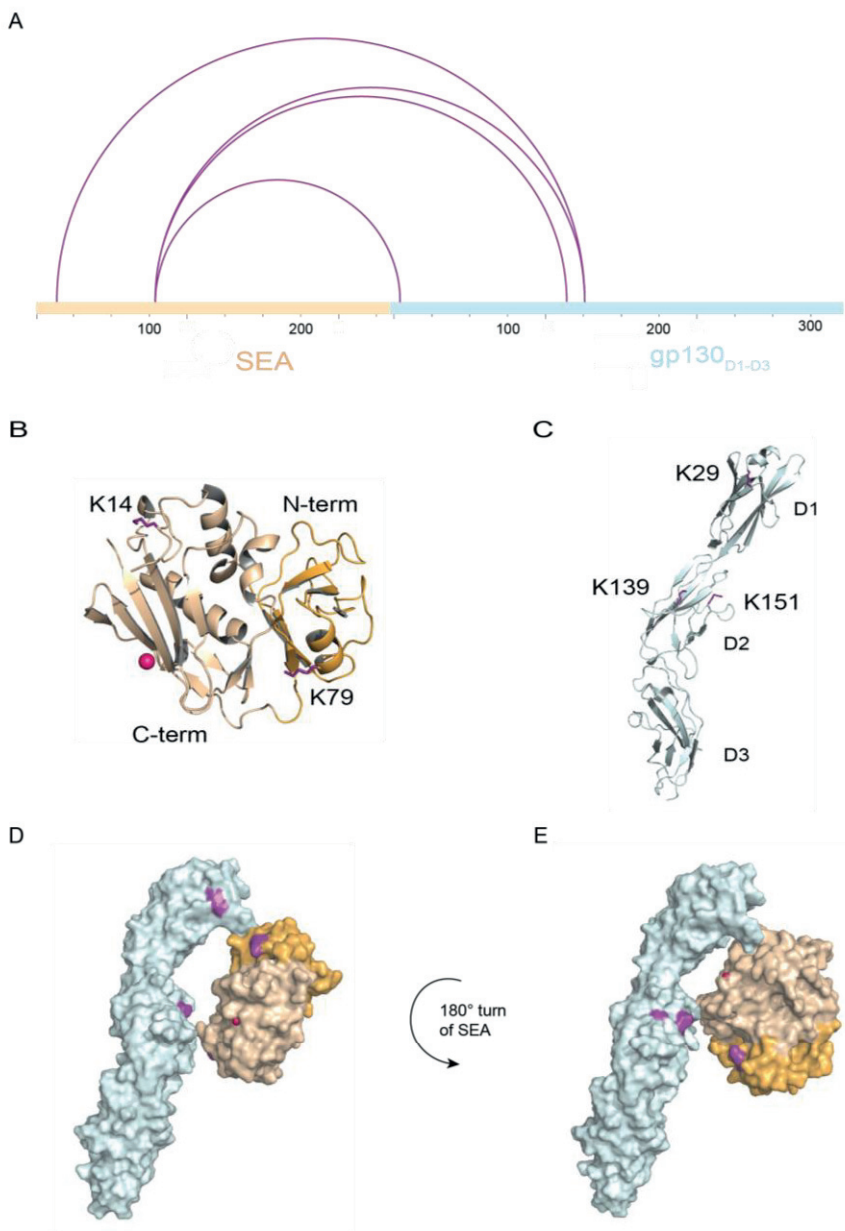 A
100 200 100 200 300
SEA gp130D1-D3
B
C
K14
N-term
K79
C-term
K29
D1
K139
K151
D2
D3
D
E
180° turn
of SEA